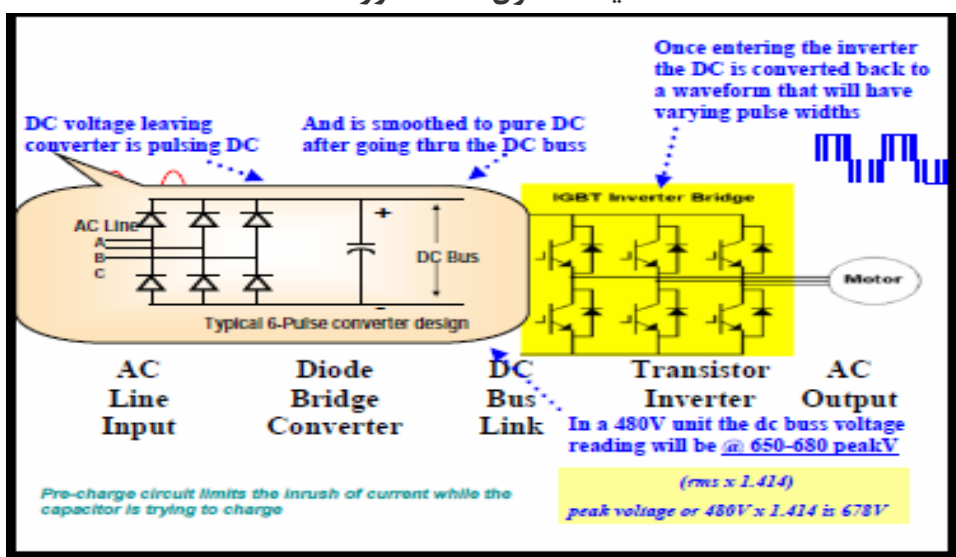 Once entering the inverter
the DC is converted back to
a waveform that will have
varying pulse widths
DC voltage leaving
converter is pulsing DC
And is smoothed to pure DC
after going thru the DC buss
IGBT Inverter Bridge
AC Line
A
B
C
+
DC Bus
-
Typical 6-Pulse converter design
Motor
AC
Line
Input
Diode
Bridge
Converter
DC
Bus
Link
Transistor
Inverter
AC
Output
In a 480V unit the dc buss voltage
reading will be @ 650-680 peakV
(rms x 1.414)
peak voltage or 480V x 1.414 is 678V
Pre-charge circuit limits the inrush of current while the
capacitor is trying to charge